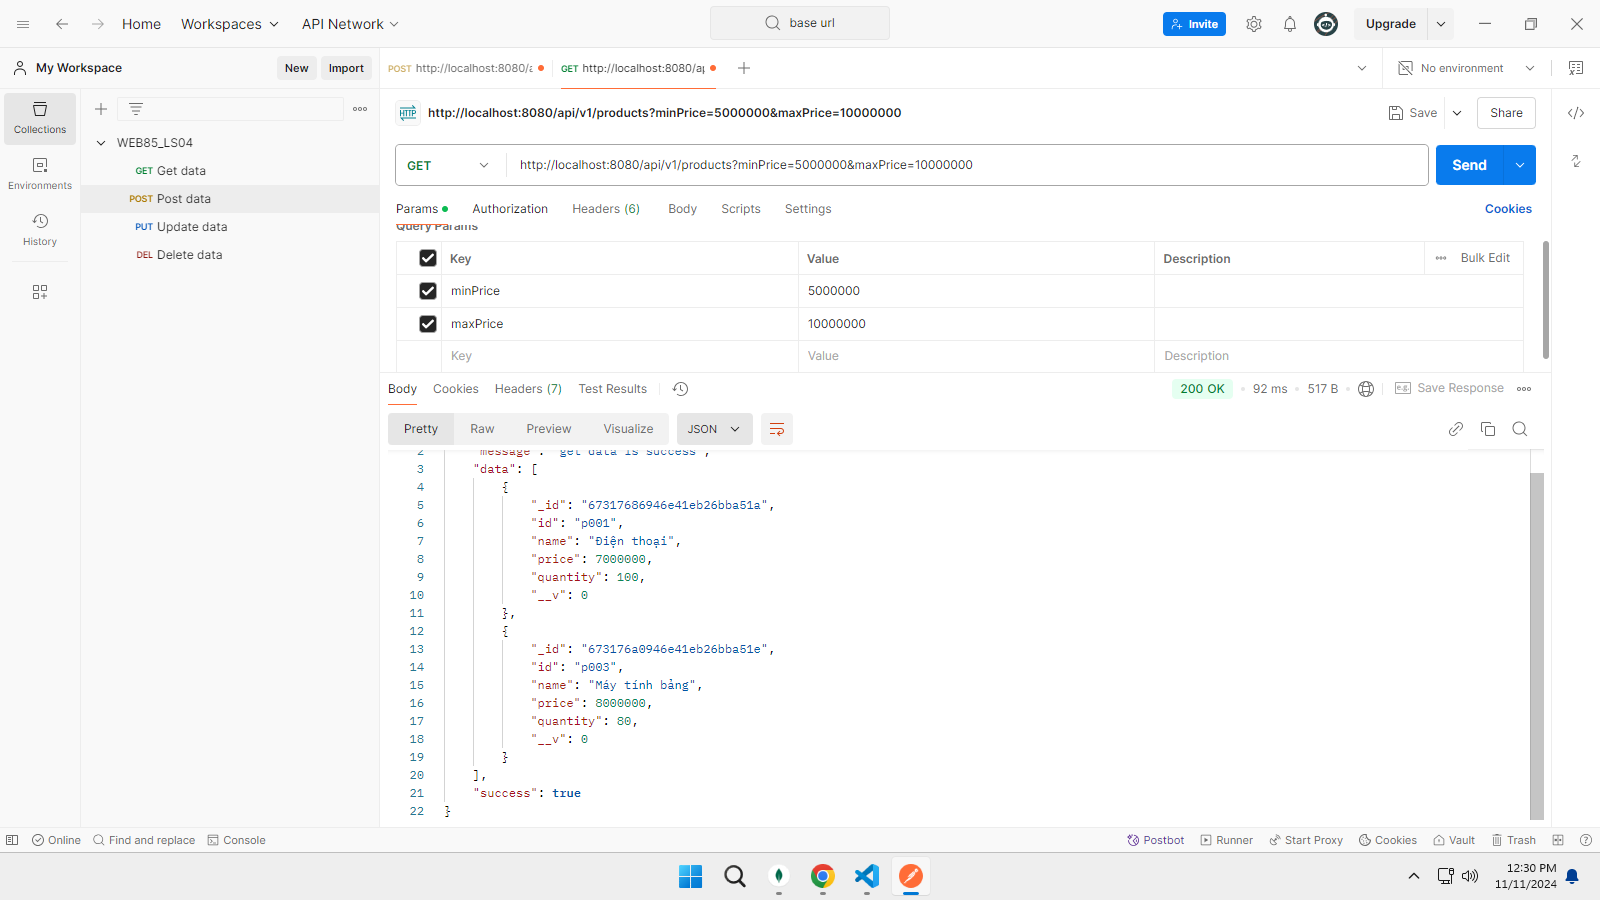 Home
Workspaces
API Network
base url
Invite
Upgrade
My Workspace
New
Import
POST http://localhost:8080/a
GET http://localhost:8080/ap
No environment
Collections
Environments
History
WEB85_LS04
GET Get data
POST Post data
PUT Update data
DEL Delete data
HTTP http://localhost:8080/api/v1/products?minPrice=5000000&maxPrice=10000000
Save
Share
GET
http://localhost:8080/api/v1/products?minPrice=5000000&maxPrice=10000000
Send
Params
Authorization
Headers (6)
Body
Scripts
Settings
Cookies
Query Params
Key Value Description Bulk Edit
minPrice 5000000
maxPrice 10000000
Key Value Description
Body
Cookies
Headers (7)
Test Results
200 OK
92 ms
517 B
e.g. Save Response
Pretty
Raw
Preview
Visualize
JSON
2 "message": "get data is success",
3 "data": [
4 {
5 "_id": "67317686946e41eb26bba51a",
6 "id": "p001",
7 "name": "Điện thoại",
8 "price": 7000000,
9 "quantity": 100,
10 "__v": 0
11 },
12 {
13 "_id": "673176a0946e41eb26bba51e",
14 "id": "p003",
15 "name": "Máy tính bảng",
16 "price": 8000000,
17 "quantity": 80,
18 "__v": 0
19 }
20 ],
21 "success": true
22 }
Online
Find and replace
Console
Postbot
Runner
Start Proxy
Cookies
Vault
Trash
12:30 PM
11/11/2024